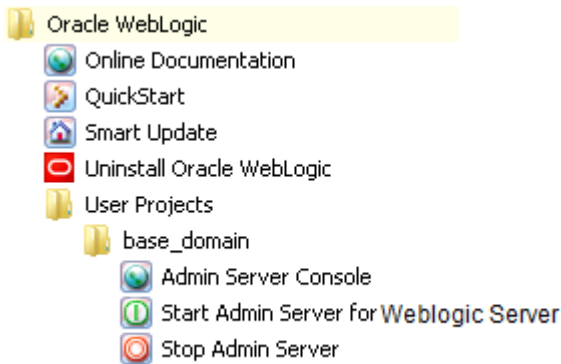 Oracle WebLogic
Online Documentation
QuickStart
Smart Update
Uninstall Oracle WebLogic
User Projects
base_domain
Admin Server Console
Start Admin Server for Weblogic Server
Stop Admin Server